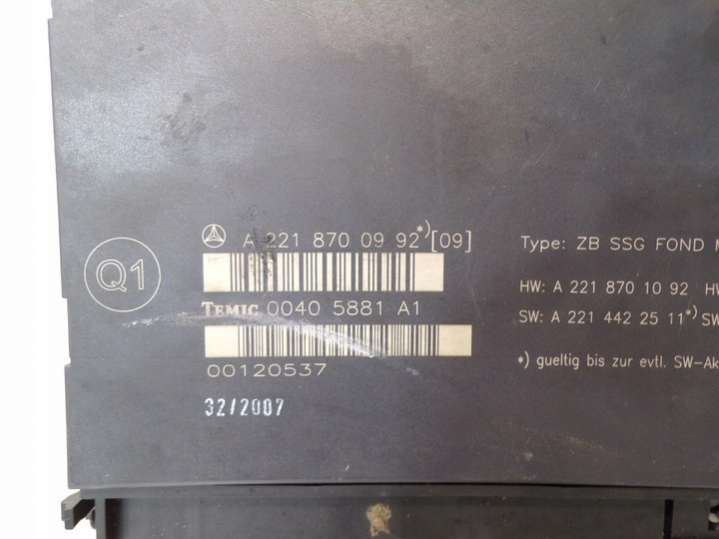 Q1
A 221 870 09 92*)[09]
TEMIC 0040 5881 A1
00120537
32/2007
Type: ZB SSG FOND
HW: A 221 870 10 92
SW: A 221 442 25 11*) SW
*) gueltig bis zur evtl. SW-Ak